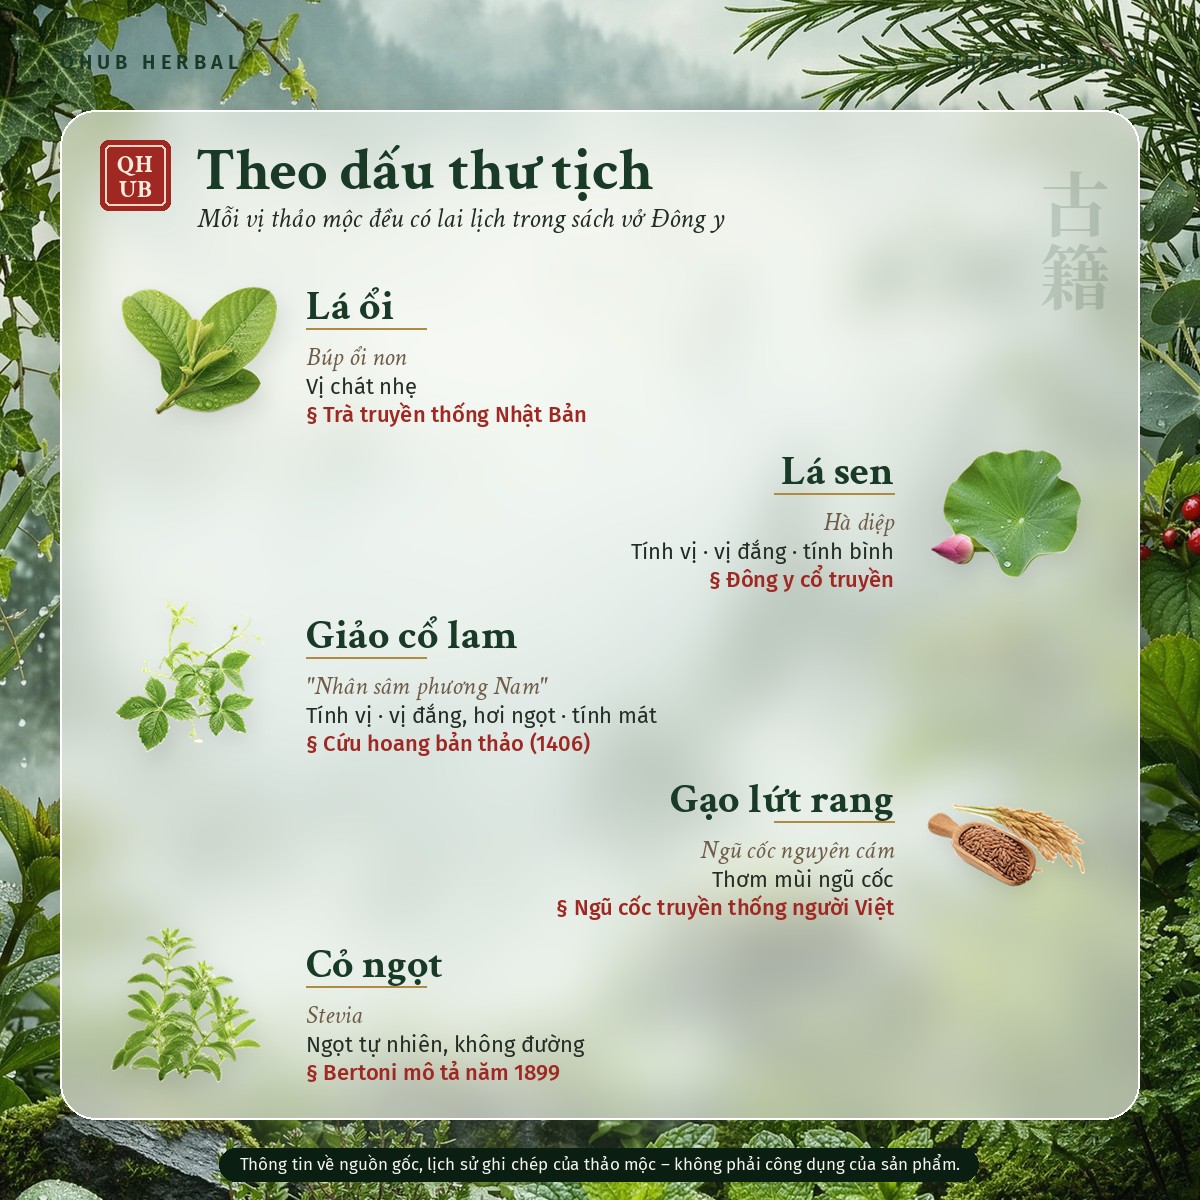 QHUB HERBAL
QH
UB
Theo dấu thư tịch
Mỗi vị thảo mộc đều có lai lịch trong sách vở Đông y
古
籍
Lá ổi
Búp ổi non
Vị chát nhẹ
§ Trà truyền thống Nhật Bản
Lá sen
Hà diệp
Tính vị · vị đắng · tính bình
§ Đông y cổ truyền
Giảo cổ lam
"Nhân sâm phương Nam"
Tính vị · vị đắng, hơi ngọt · tính mát
§ Cứu hoang bản thảo (1406)
Gạo lứt rang
Ngũ cốc nguyên cám
Thơm mùi ngũ cốc
§ Ngũ cốc truyền thống người Việt
Cỏ ngọt
Stevia
Ngọt tự nhiên, không đường
§ Bertoni mô tả năm 1899
Thông tin về nguồn gốc, lịch sử ghi chép của thảo mộc – không phải công dụng của sản phẩm.